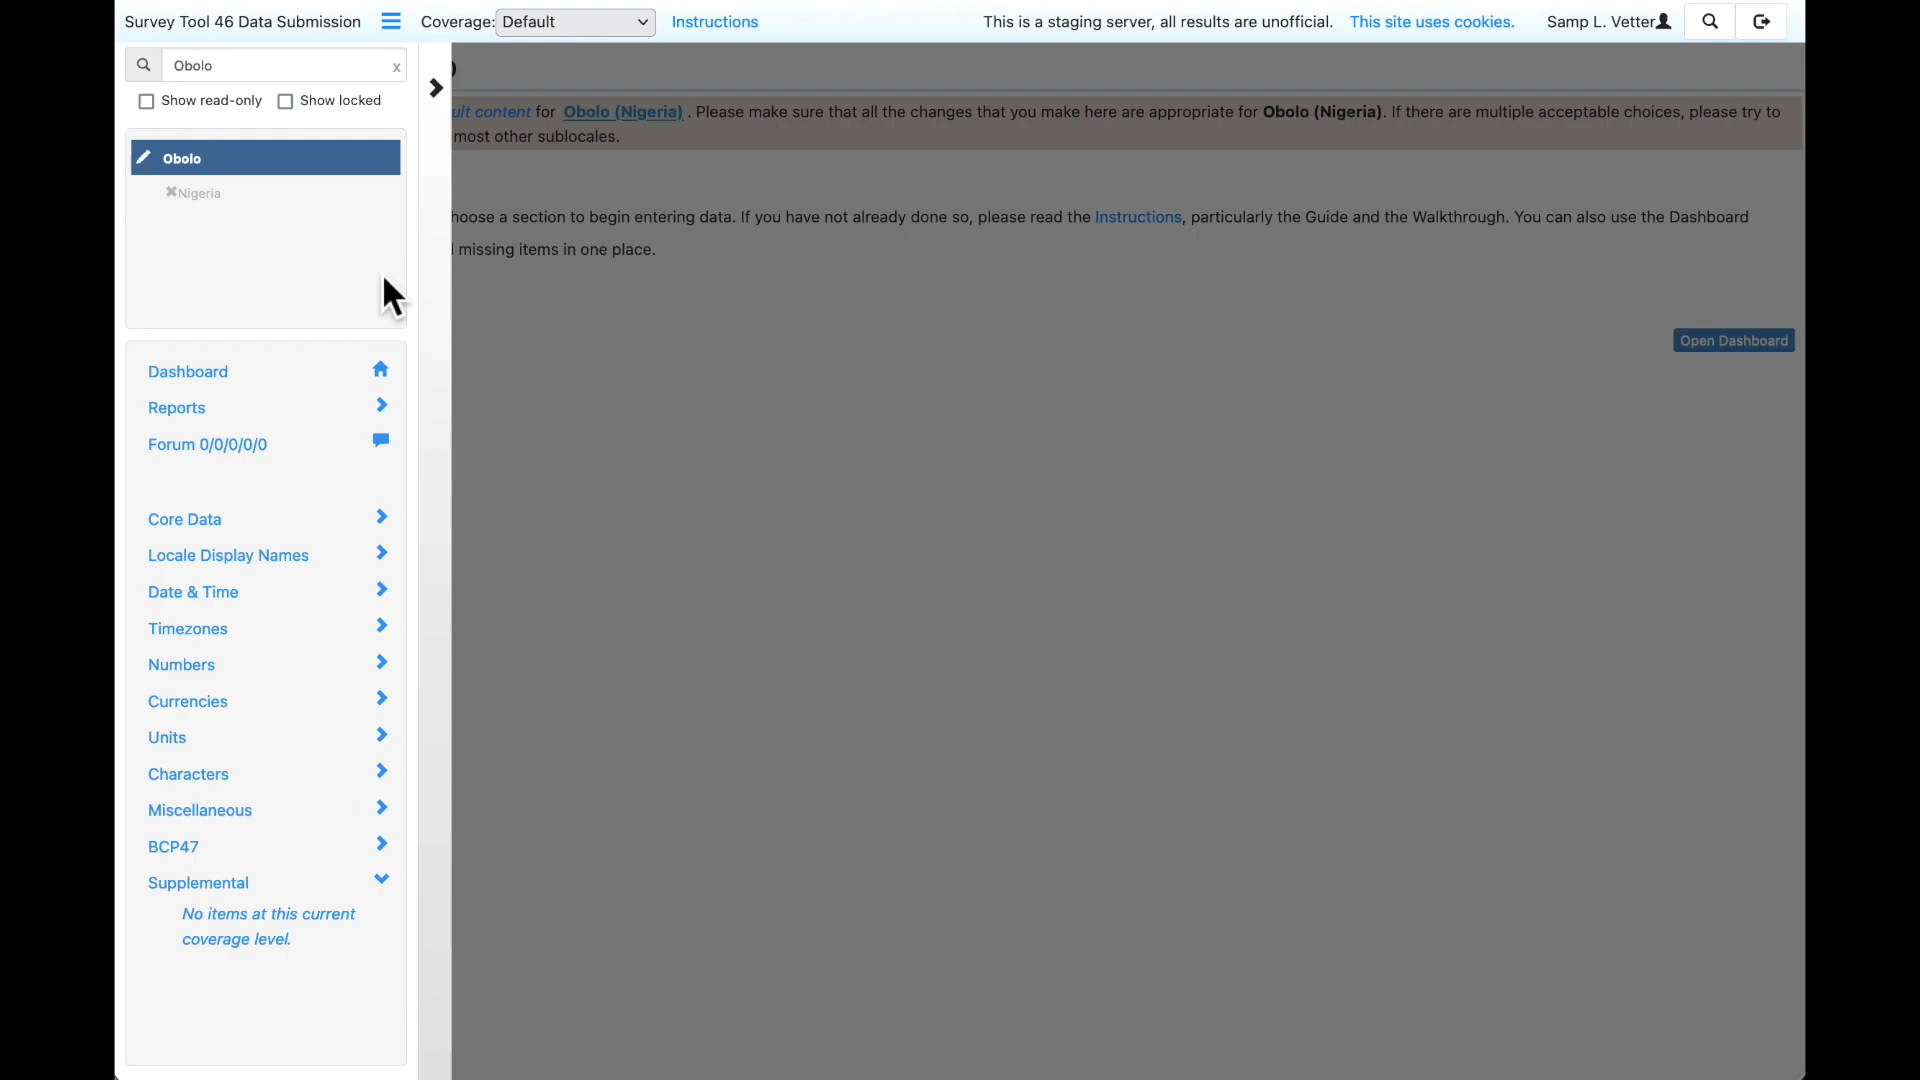 Survey Tool 46 Data Submission Coverage: Default Instructions This is a staging server, all results are unofficial. This site uses cookies. Samp L. Vetter
Obolo x
Show read-only Show locked
Obolo
Nigeria
Dashboard
Reports
Forum 0/0/0/0/0
Core Data
Locale Display Names
Date & Time
Timezones
Numbers
Currencies
Units
Characters
Miscellaneous
BCP47
Supplemental
No items at this current
coverage level.
)
content for Obolo (Nigeria) . Please make sure that all the changes that you make here are appropriate for Obolo (Nigeria). If there are multiple acceptable choices, please try to
most other sublocales.
a section to begin entering data. If you have not already done so, please read the Instructions, particularly the Guide and the Walkthrough. You can also use the Dashboard
missing items in one place.
Open Dashboard